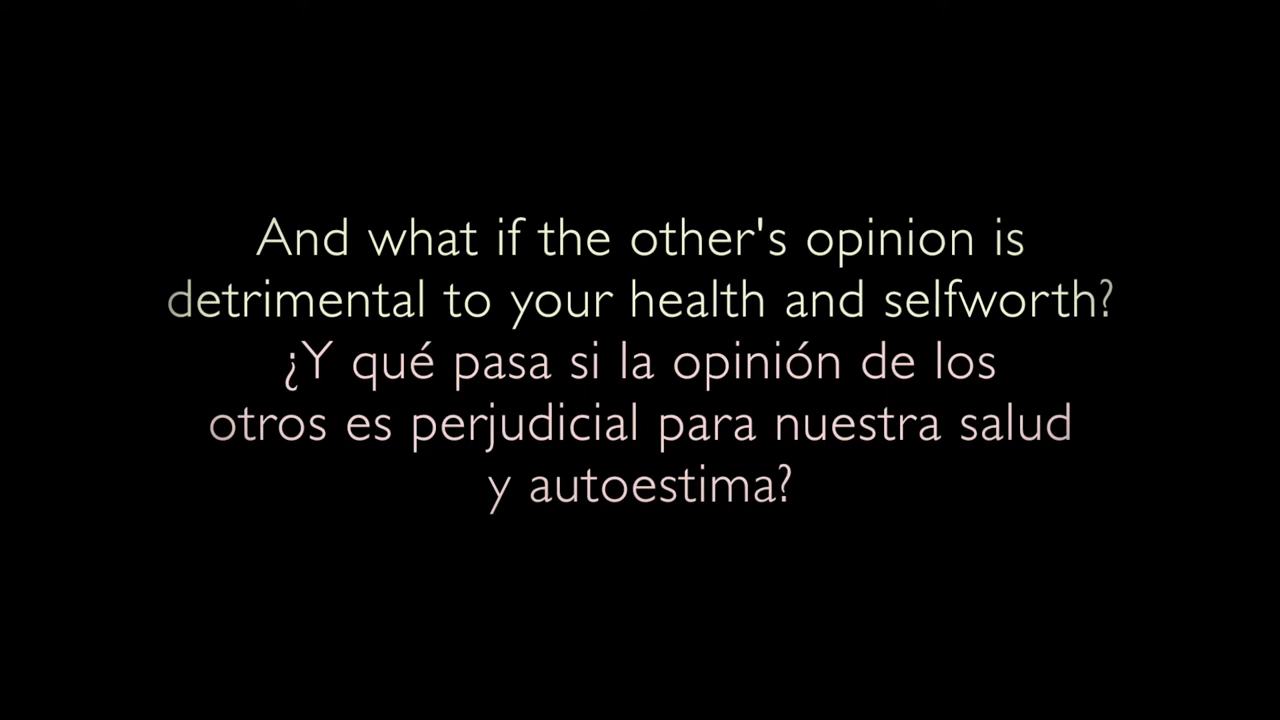 And what if the other's opinion is
detrimental to your health and selfworth?
¿Y qué pasa si la opinión de los
otros es perjudicial para nuestra salud
y autoestima?